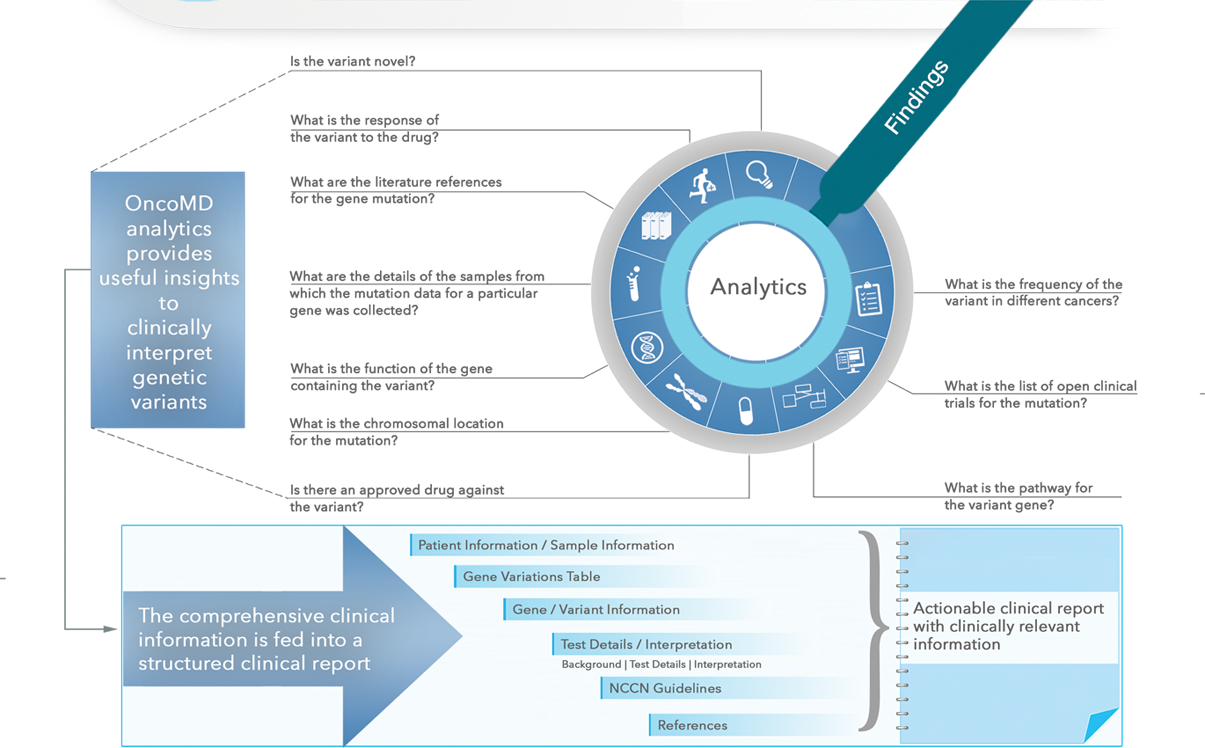 Findings
Is the variant novel?
What is the response of
the variant to the drug?
What are the literature references
for the gene mutation?
What are the details of the samples from
which the mutation data for a particular
gene was collected?
What is the function of the gene
containing the variant?
What is the chromosomal location
for the mutation?
Is there an approved drug against
the variant?
OncoMD
analytics
provides
useful insights
to
clinically
interpret
genetic
variants
Analytics
What is the frequency of the
variant in different cancers?
What is the list of open clinical
trials for the mutation?
What is the pathway for
the variant gene?
The comprehensive clinical
information is fed into a
structured clinical report
Patient Information / Sample Information
Gene Variations Table
Gene / Variant Information
Test Details / Interpretation
Background | Test Details | Interpretation
NCCN Guidelines
References
Actionable clinical report
with clinically relevant
information